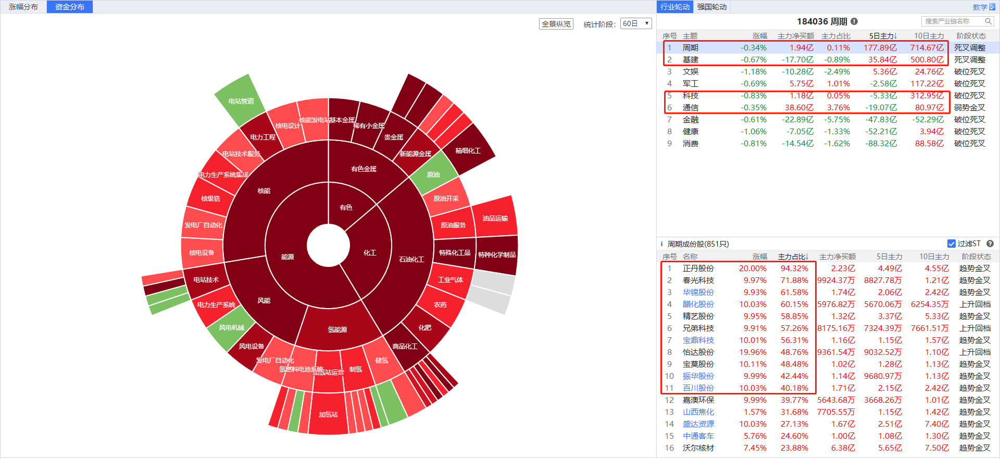 涨幅分布 资金分布
全景纵览 统计阶段: 60日
电站管道
核电设计
核能发电站
基本金属
稀有小金属
贵金属
新能源金属
精细化工
电力工程
电站技术服务
电力生产系统集成
核级锆
发电厂自动化
核电设备
核能
有色金属
有色
原油
原油开采
原油服务
油品运输
特殊化工品
特种化学制品
能源
化工
石油化工
工业气体
农药
化肥
商品化工
电站技术
电力生产系统
风电机械
风电设备
风能
氢能源
发电厂自动化
氢燃料电池系统
加氢站运营
制氢
储氢
加氢站
行业轮动 强国轮动 教学
184036 周期 搜索产业链名称
序号 主题 涨幅 主力净买额 主力占比 5日主力↓ 10日主力 阶段状态
1 周期 -0.34% 1.94亿 0.11% 177.89亿 714.67亿 死叉调整
2 基建 -0.67% -17.70亿 -0.89% 35.84亿 500.80亿 死叉调整
3 文娱 -1.18% -10.28亿 -2.49% 5.36亿 24.76亿 破位死叉
4 军工 -0.69% 5.75亿 1.01% -2.58亿 117.22亿 破位死叉
5 科技 -0.83% 1.18亿 0.05% -5.33亿 312.95亿 破位死叉
6 通信 -0.35% 38.60亿 3.76% -19.07亿 80.97亿 弱势金叉
7 金融 -0.61% -22.89亿 -5.75% -47.83亿 -52.29亿 破位死叉
8 健康 -1.06% -7.05亿 -1.33% -52.21亿 3.94亿 破位死叉
9 消费 -0.81% -14.54亿 -1.62% -88.32亿 88.58亿 破位死叉
周期成份股(851只) 过滤ST
序号 名称 涨幅 主力占比↓ 主力净买额 5日主力 10日主力 阶段状态
1 正丹股份 20.00% 94.32% 2.23亿 4.49亿 4.55亿 趋势金叉
2 春光科技 9.97% 71.88% 9924.37万 8827.78万 1.21亿 趋势金叉
3 华锦股份 9.93% 61.58% 1.74亿 2.06亿 2.42亿 趋势金叉
4 醋化股份 10.03% 60.15% 5976.82万 5670.06万 6254.35万 上升回档
5 精艺股份 9.95% 58.85% 1.32亿 3.37亿 5.33亿 趋势金叉
6 兄弟科技 9.91% 57.26% 8175.16万 7324.39万 7661.51万 上升回档
7 宝鼎科技 10.01% 56.31% 1.16亿 1.15亿 1.57亿 趋势金叉
8 怡达股份 19.96% 48.76% 9361.54万 9032.52万 1.10亿 上升回档
9 宝莫股份 10.11% 48.48% 1.02亿 1.28亿 1.13亿 趋势金叉
10 振华股份 9.99% 42.44% 1.14亿 9680.97万 1.13亿 趋势金叉
11 百川股份 10.03% 40.18% 1.71亿 2.15亿 2.42亿 趋势金叉
12 嘉澳环保 9.99% 39.77% 5643.68万 3668.26万 1.01亿 趋势金叉
13 山西焦化 1.57% 31.68% 7705.55万 1.15亿 1.42亿 趋势金叉
14 盛达资源 10.03% 27.13% 1.67亿 2.51亿 7.40亿 趋势金叉
15 中通客车 5.76% 24.60% 1.00亿 1.08亿 1.30亿 趋势金叉
16 沃尔核材 7.45% 23.88% 6.38亿 5.65亿 7.50亿 趋势金叉